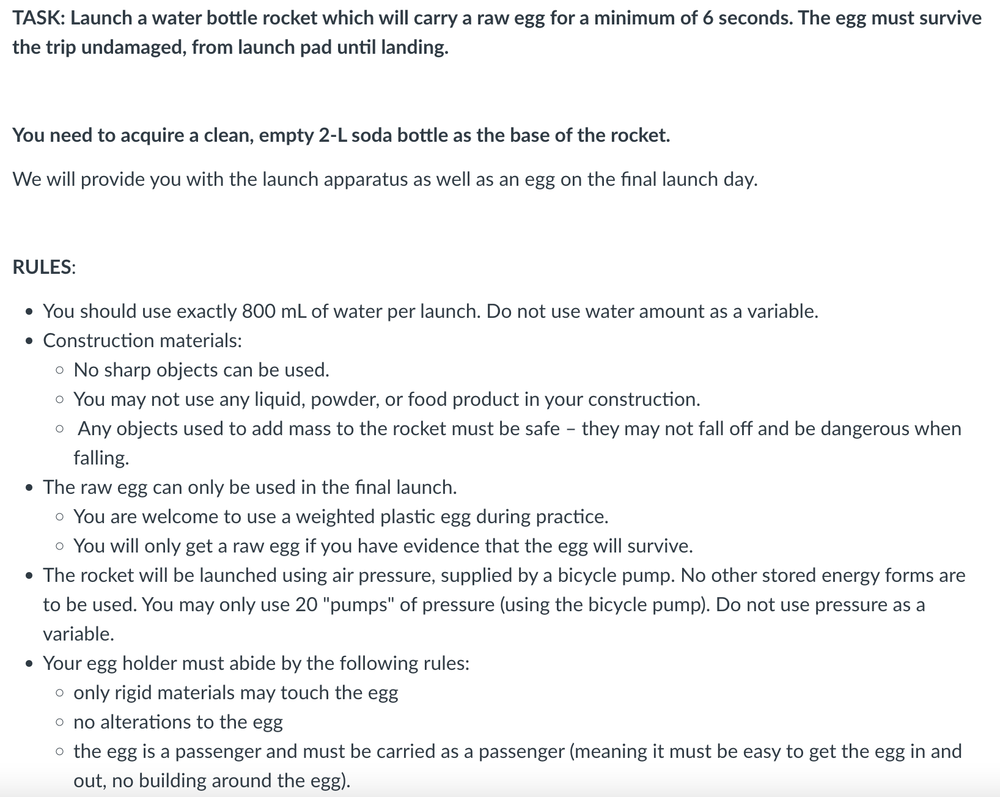 TASK: Launch a water bottle rocket which will carry a raw egg for a minimum of 6 seconds. The egg must survive
the trip undamaged, from launch pad until landing.
You need to acquire a clean, empty 2-L soda bottle as the base of the rocket.
We will provide you with the launch apparatus as well as an egg on the final launch day.
RULES:
• You should use exactly 800 mL of water per launch. Do not use water amount as a variable.
• Construction materials:
○ No sharp objects can be used.
○ You may not use any liquid, powder, or food product in your construction.
○ Any objects used to add mass to the rocket must be safe – they may not fall off and be dangerous when
falling.
• The raw egg can only be used in the final launch.
○ You are welcome to use a weighted plastic egg during practice.
○ You will only get a raw egg if you have evidence that the egg will survive.
• The rocket will be launched using air pressure, supplied by a bicycle pump. No other stored energy forms are
to be used. You may only use 20 "pumps" of pressure (using the bicycle pump). Do not use pressure as a
variable.
• Your egg holder must abide by the following rules:
○ only rigid materials may touch the egg
○ no alterations to the egg
○ the egg is a passenger and must be carried as a passenger (meaning it must be easy to get the egg in and
out, no building around the egg).